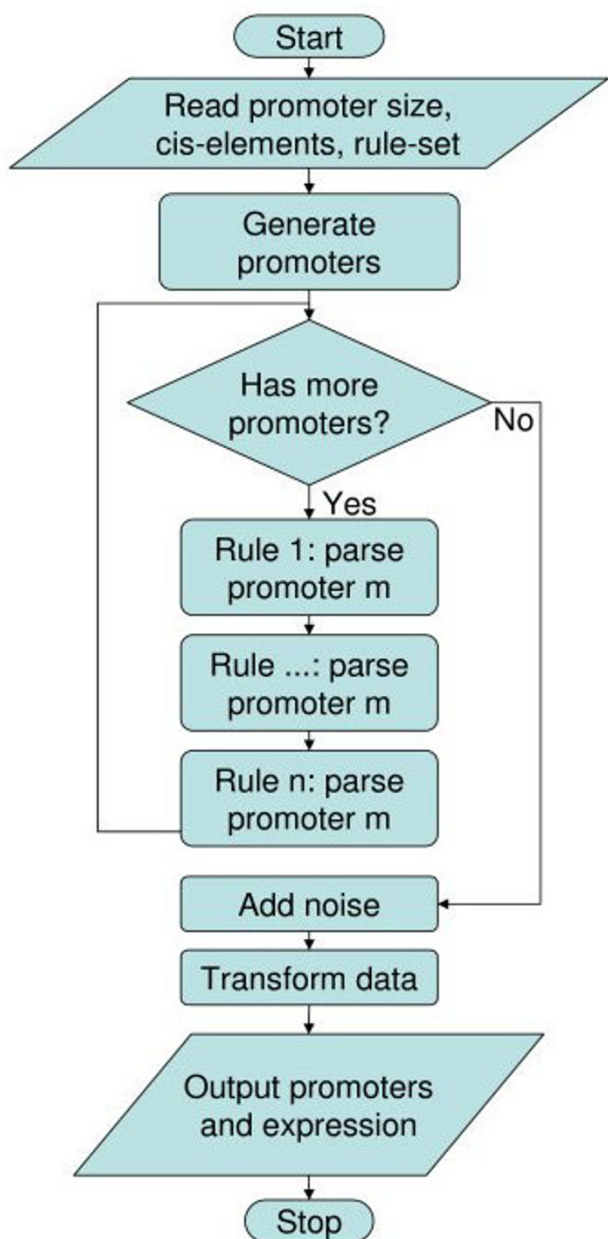 Start
Read promoter size,
cis-elements, rule-set
Generate
promoters
Has more
promoters?
No
Yes
Rule 1: parse
promoter m
Rule ...: parse
promoter m
Rule n: parse
promoter m
Add noise
Transform data
Output promoters
and expression
Stop